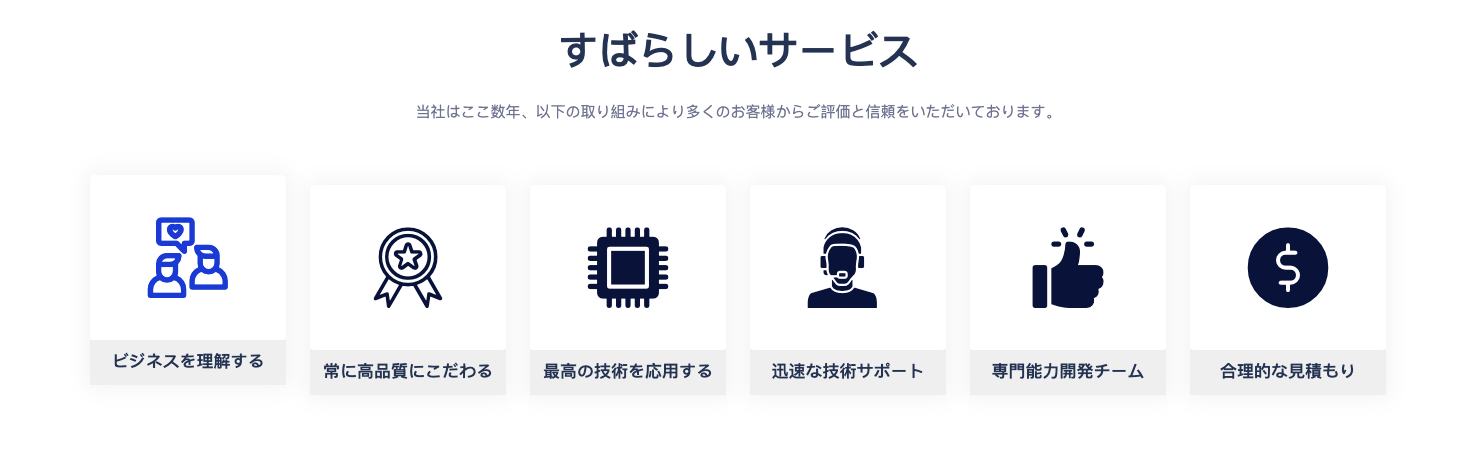 すばらしいサービス
当社はここ数年、以下の取り組みにより多くのお客様からご評価と信頼をいただいております。
ビジネスを理解する
常に高品質にこだわる
最高の技術を応用する
迅速な技術サポート
専門能力開発チーム
合理的な見積もり